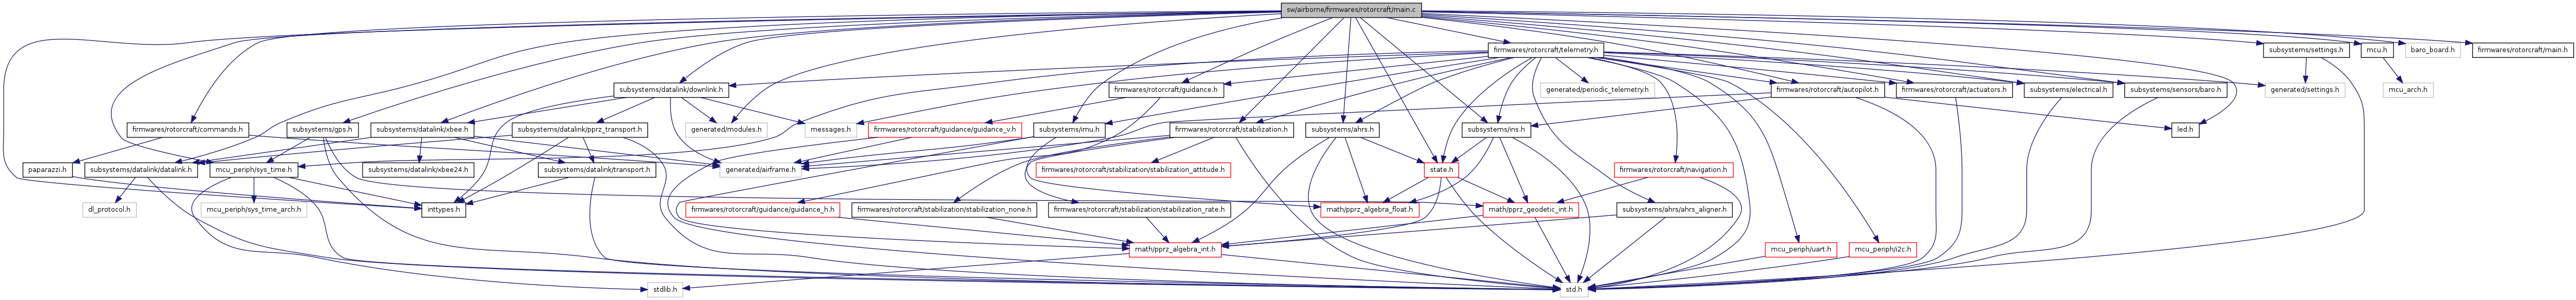 sw/airborne/firmwares/rotorcraft/main.c
firmwares/rotorcraft/telemetry.h
subsystems/settings.h
mcu.h
baro_board.h
firmwares/rotorcraft/main.h
subsystems/datalink/downlink.h
firmwares/rotorcraft/guidance.h
generated/periodic_telemetry.h
firmwares/rotorcraft/autopilot.h
firmwares/rotorcraft/actuators.h
subsystems/electrical.h
subsystems/sensors/baro.h
generated/settings.h
mcu_arch.h
firmwares/rotorcraft/commands.h
subsystems/gps.h
subsystems/datalink/xbee.h
subsystems/datalink/pprz_transport.h
generated/modules.h
messages.h
firmwares/rotorcraft/guidance/guidance_v.h
subsystems/imu.h
firmwares/rotorcraft/stabilization.h
subsystems/ahrs.h
subsystems/ins.h
led.h
paparazzi.h
subsystems/datalink/datalink.h
mcu_periph/sys_time.h
subsystems/datalink/xbee24.h
subsystems/datalink/transport.h
generated/airframe.h
firmwares/rotorcraft/stabilization/stabilization_attitude.h
state.h
firmwares/rotorcraft/navigation.h
dl_protocol.h
mcu_periph/sys_time_arch.h
inttypes.h
firmwares/rotorcraft/guidance/guidance_h.h
firmwares/rotorcraft/stabilization/stabilization_none.h
firmwares/rotorcraft/stabilization/stabilization_rate.h
math/pprz_algebra_float.h
math/pprz_geodetic_int.h
subsystems/ahrs/ahrs_aligner.h
math/pprz_algebra_int.h
mcu_periph/uart.h
mcu_periph/i2c.h
stdlib.h
std.h